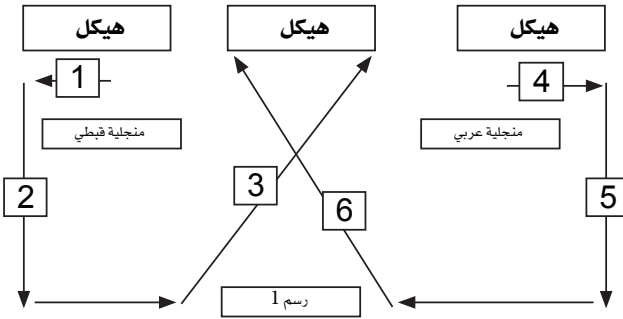 هيكل
هيكل
هيكل
1
4
منجلية قبطي
منجلية عربي
2
3
6
5
رسم 1